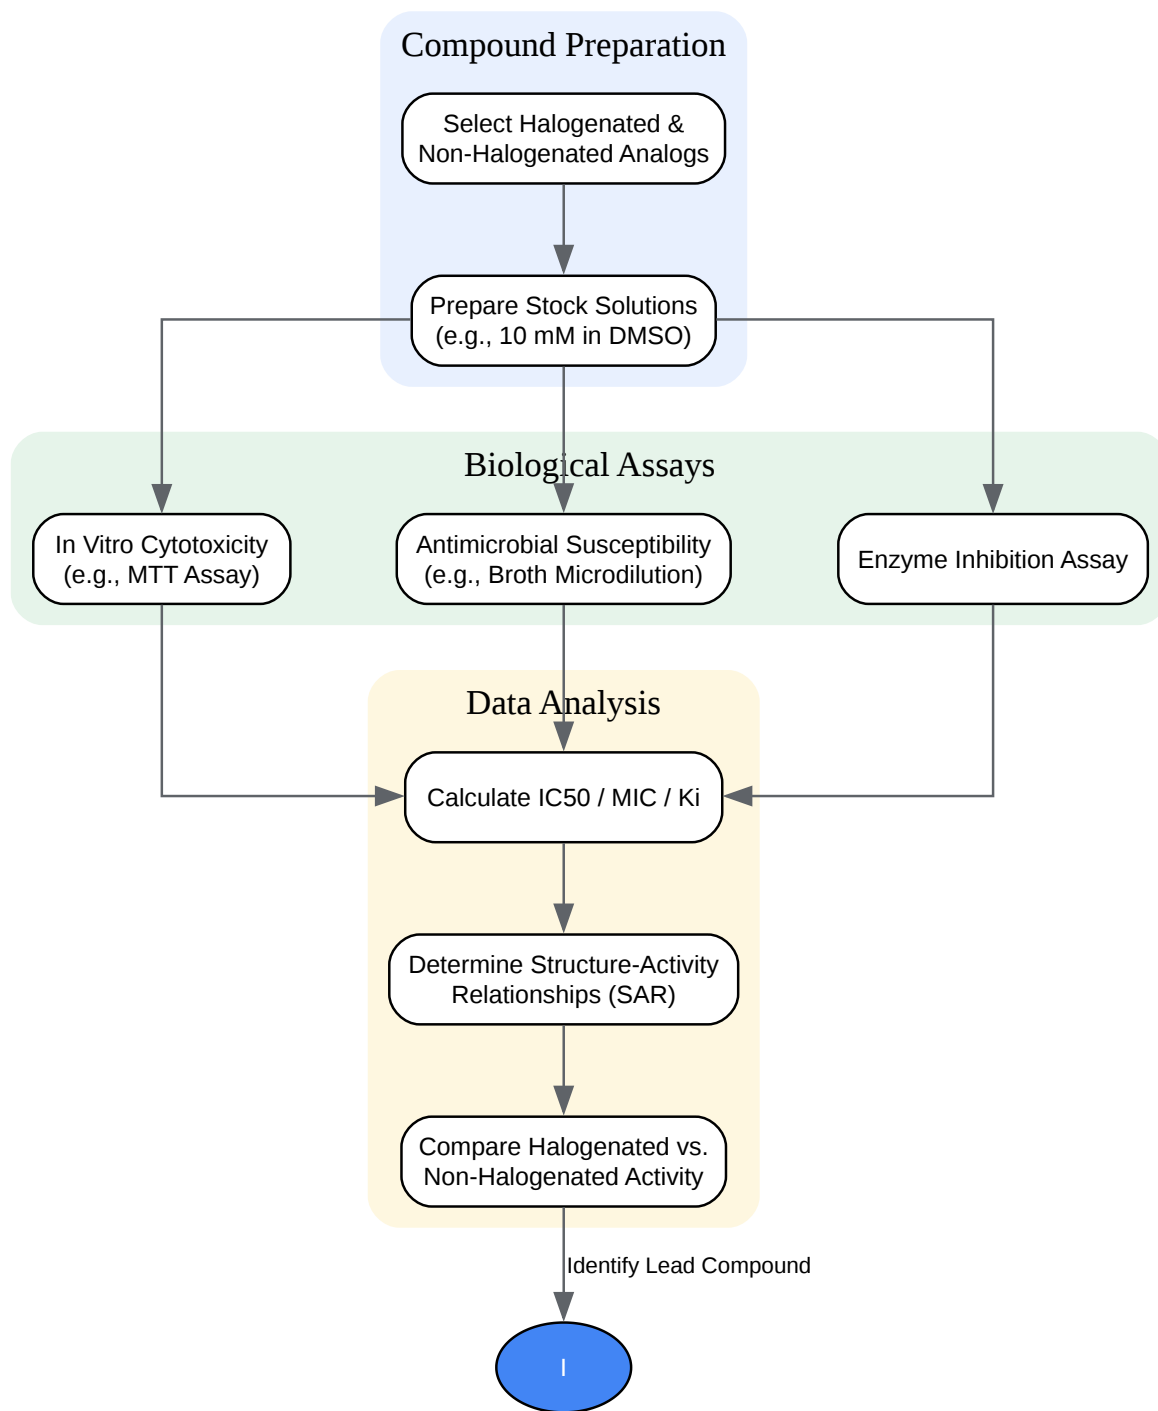 Compound Preparation
Select Halogenated &
Non-Halogenated Analogs
Prepare Stock Solutions
(e.g., 10 mM in DMSO)
Biological Assays
In Vitro Cytotoxicity
(e.g., MTT Assay)
Antimicrobial Susceptibility
(e.g., Broth Microdilution)
Enzyme Inhibition Assay
Data Analysis
Calculate IC50 / MIC / Ki
Determine Structure-Activity
Relationships (SAR)
Compare Halogenated vs.
Non-Halogenated Activity
Identify Lead Compound
I